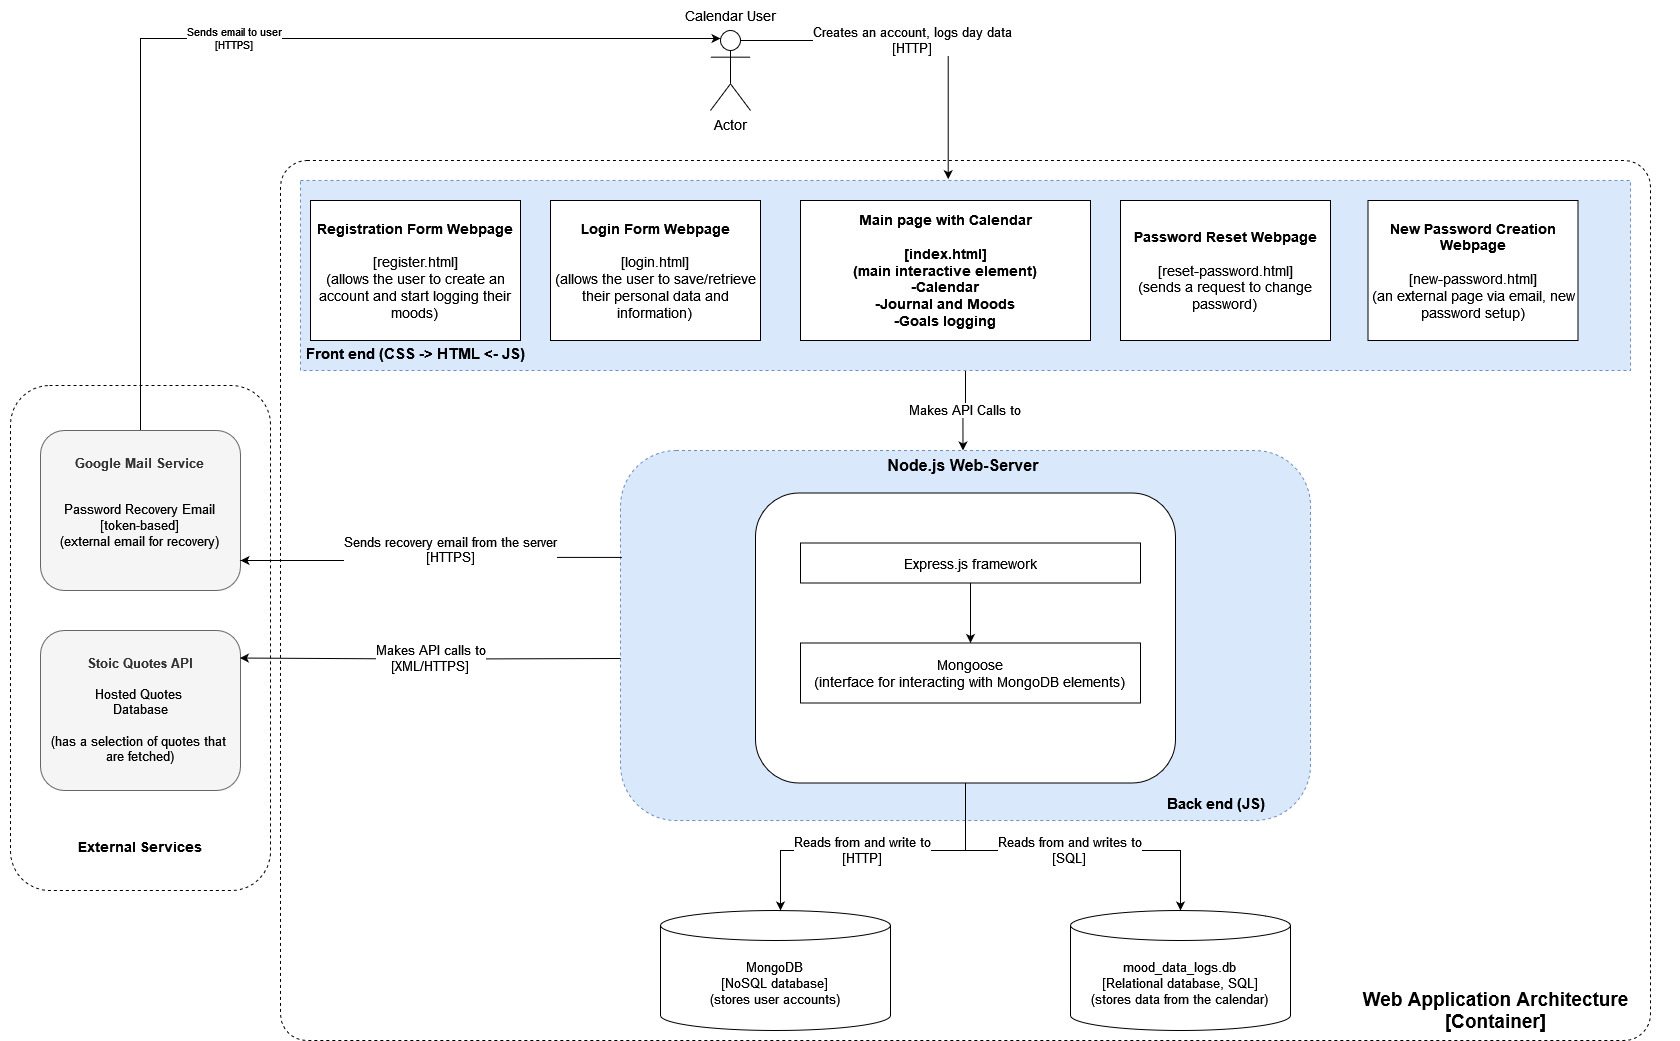 Calendar User
Sends email to user
[HTTPS]
Creates an account, logs day data
[HTTP]
Actor
Registration Form Webpage
[register.html]
(allows the user to create an
account and start logging their
moods)
Login Form Webpage
[login.html]
(allows the user to save/retrieve
their personal data and
information)
Main page with Calendar
[index.html]
(main interactive element)
-Calendar
-Journal and Moods
-Goals logging
Password Reset Webpage
[reset-password.html]
(sends a request to change
password)
New Password Creation
Webpage
[new-password.html]
(an external page via email, new
password setup)
Front end (CSS -> HTML <- JS)
Makes API Calls to
Google Mail Service
Password Recovery Email
[token-based]
(external email for recovery)
Sends recovery email from the server
[HTTPS]
Node.js Web-Server
Express.js framework
Mongoose
(interface for interacting with MongoDB elements)
Back end (JS)
Makes API calls to
[XML/HTTPS]
Stoic Quotes API
Hosted Quotes
Database
(has a selection of quotes that
are fetched)
External Services
Reads from and write to
[HTTP]
Reads from and writes to
[SQL]
MongoDB
[NoSQL database]
(stores user accounts)
mood_data_logs.db
[Relational database, SQL]
(stores data from the calendar)
Web Application Architecture
[Container]